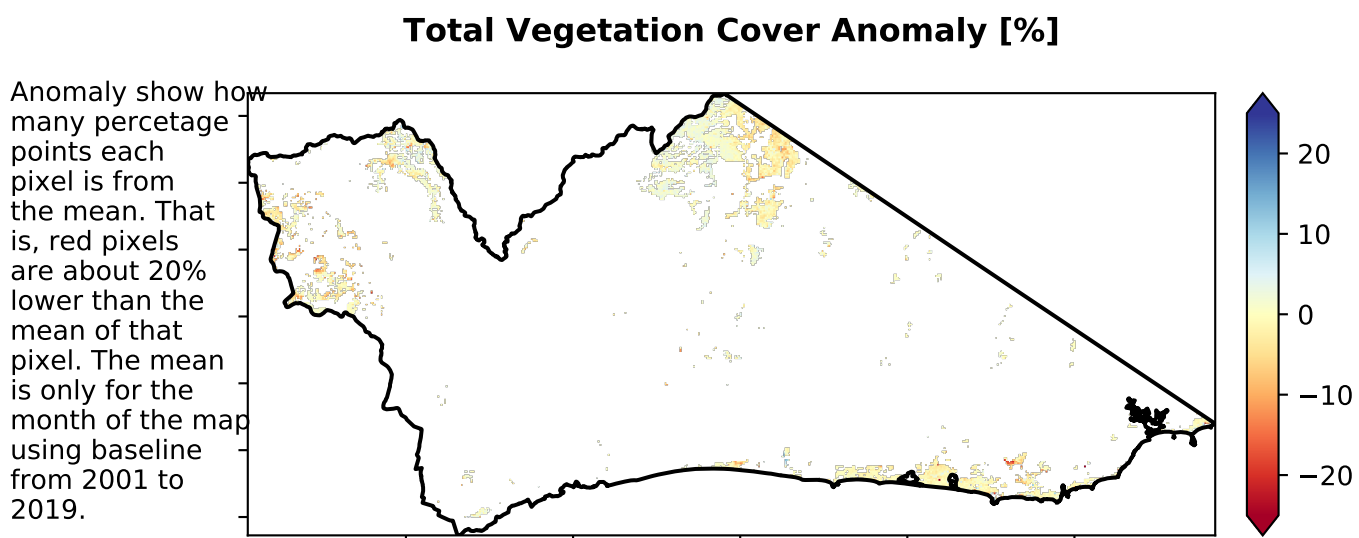 Total Vegetation Cover Anomaly [%]
Anomaly show how
many percetage
points each
pixel is from
the mean. That
is, red pixels
are about 20%
lower than the
mean of that
pixel. The mean
is only for the
month of the map
using baseline
from 2001 to
2019.
20
10
0
−10
−20